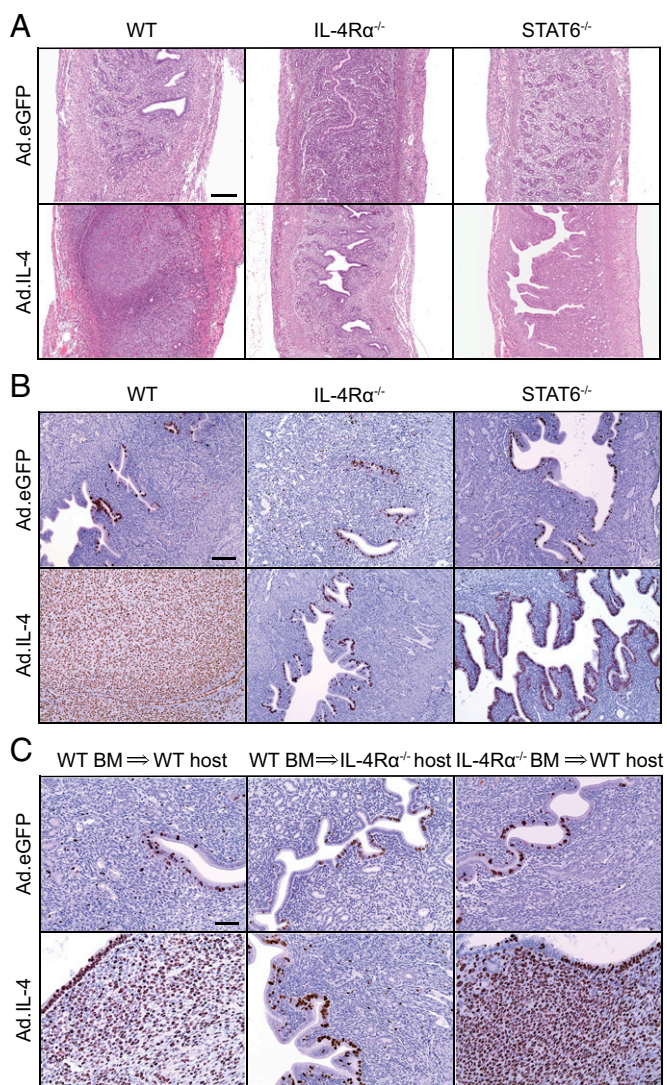 A
WT IL-4Rα-/- STAT6-/-
Ad.eGFP
Ad.IL-4
B
WT IL-4Rα-/- STAT6-/-
Ad.eGFP
Ad.IL-4
C
WT BM ⇒ WT host WT BM⇒IL-4Rα-/- host IL-4Rα-/- BM ⇒ WT host
Ad.eGFP
Ad.IL-4